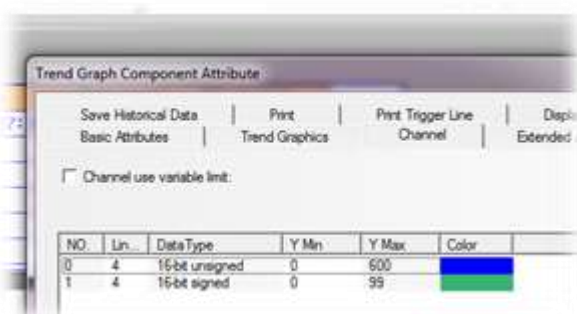 Trend Graph Component Attribute
Save Historical Data Print Print Trigger Line
Basic Attributes Trend Graphics Channel Extended
Channel use variable limit:
NO. Lin... DataType Y Min Y Max Color
0 4 16-bit unsigned 0 600
1 4 16-bit signed 0 99